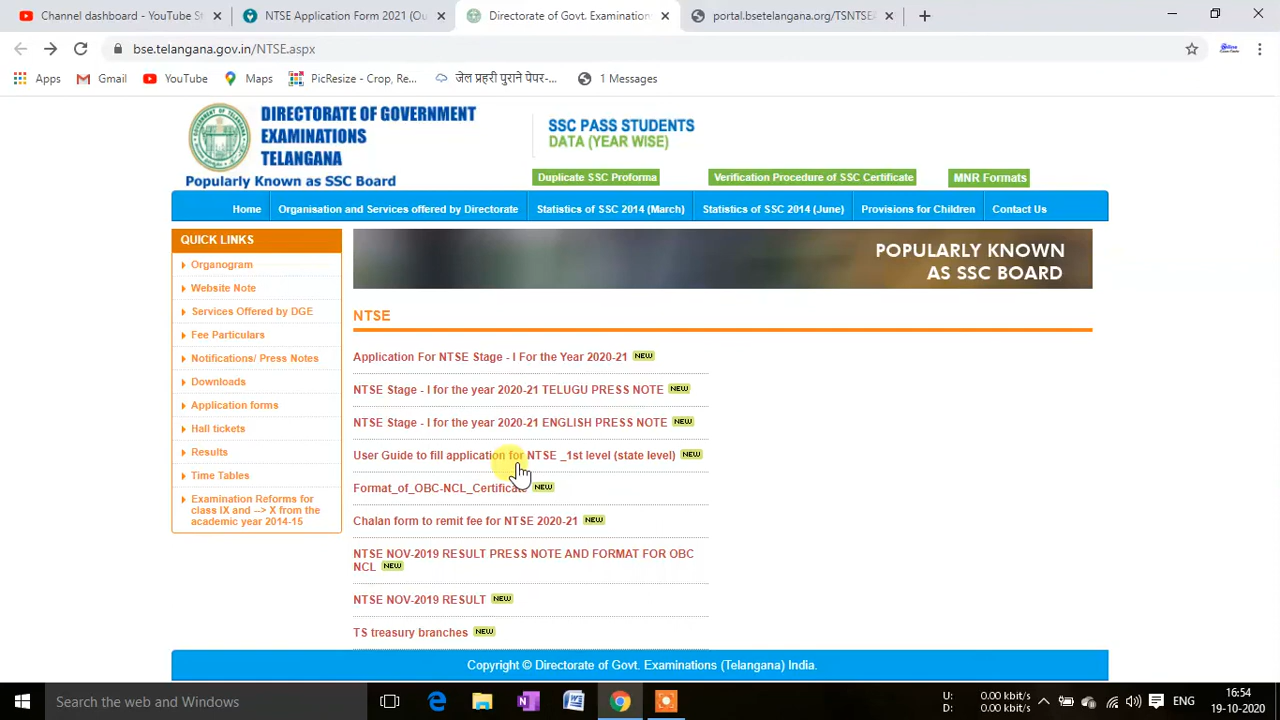 Channel dashboard - YouTube St
NTSE Application Form 2021 (Ou
Directorate of Govt. Examination
portal.bsetelangana.org/TSNTSEA
bse.telangana.gov.in/NTSE.aspx
Apps
Gmail
YouTube
Maps
PicResize - Crop, Re...
जेल प्रहरी पुराने पेपर-...
1 Messages
DIRECTORATE OF GOVERNMENT
EXAMINATIONS
TELANGANA
Popularly Known as SSC Board
SSC PASS STUDENTS
DATA (YEAR WISE)
Duplicate SSC Proforma
Verification Procedure of SSC Certificate
MNR Formats
Home
Organisation and Services offered by Directorate
Statistics of SSC 2014 (March)
Statistics of SSC 2014 (June)
Provisions for Children
Contact Us
QUICK LINKS
Organogram
Website Note
Services Offered by DGE
Fee Particulars
Notifications/ Press Notes
Downloads
Application forms
Hall tickets
Results
Time Tables
Examination Reforms for
class IX and --> X from the
academic year 2014-15
POPULARLY KNOWN
AS SSC BOARD
NTSE
Application For NTSE Stage - I For the Year 2020-21 NEW
NTSE Stage - I for the year 2020-21 TELUGU PRESS NOTE NEW
NTSE Stage - I for the year 2020-21 ENGLISH PRESS NOTE NEW
User Guide to fill application for NTSE _1st level (state level) NEW
Format_of_OBC-NCL_Certificate NEW
Chalan form to remit fee for NTSE 2020-21 NEW
NTSE NOV-2019 RESULT PRESS NOTE AND FORMAT FOR OBC
NCL NEW
NTSE NOV-2019 RESULT NEW
TS treasury branches NEW
Copyright © Directorate of Govt. Examinations (Telangana) India.
Search the web and Windows
U: 0.00 kbit/s
D: 0.00 kbit/s
ENG
16:54
19-10-2020